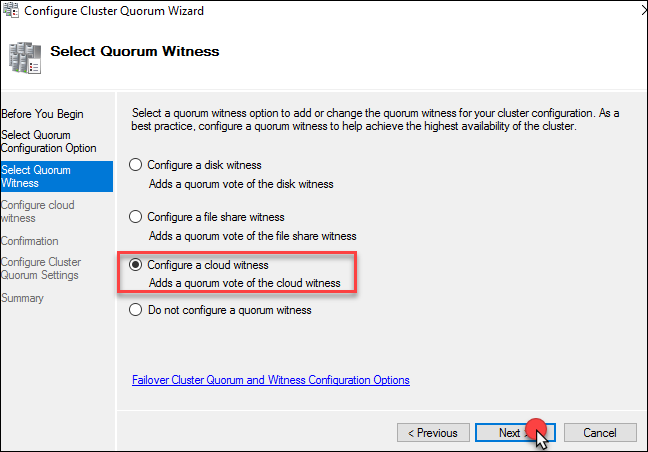 Configure Cluster Quorum Wizard
Select Quorum Witness
Before You Begin
Select Quorum
Configuration Option
Select Quorum
Witness
Configure cloud
witness
Confirmation
Configure Cluster
Quorum Settings
Summary
Select a quorum witness option to add or change the quorum witness for your cluster configuration. As a
best practice, configure a quorum witness to help achieve the highest availability of the cluster.
Configure a disk witness
Adds a quorum vote of the disk witness
Configure a file share witness
Adds a quorum vote of the file share witness
Configure a cloud witness
Adds a quorum vote of the cloud witness
Do not configure a quorum witness
Failover Cluster Quorum and Witness Configuration Options
< Previous
Next >
Cancel